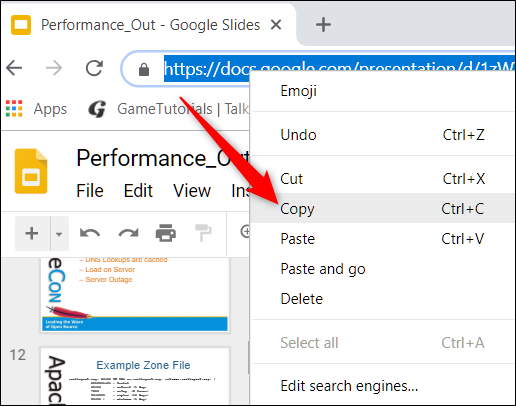 Performance_Out - Google Slides
https://docs.google.com/presentation/d/1zW
Apps
GameTutorials | Talk
Performance_Out
File Edit View Ins
Emoji
Undo Ctrl+Z
Cut Ctrl+X
Copy Ctrl+C
Paste Ctrl+V
Paste and go
Delete
Select all Ctrl+A
Edit search engines...
– DNS Lookups are cached
– Load on Server
– Server Outage
eCon
Leading the Wave
of Open Source
12
Example Zone File
Apac